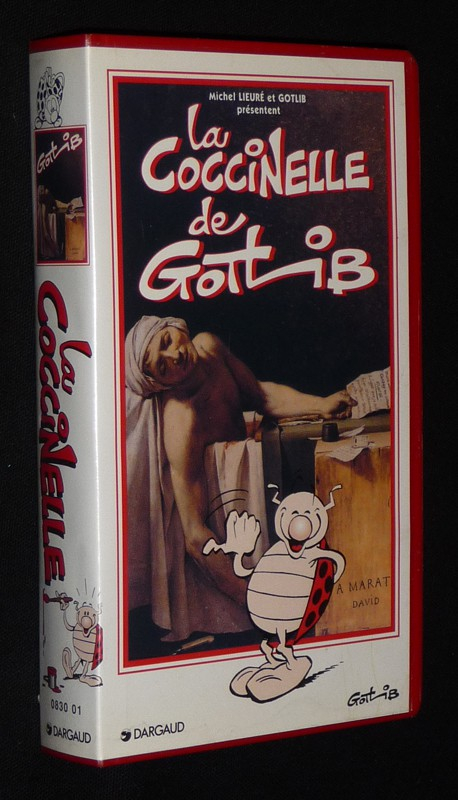 Michel LIEURÉ et GOTLIB
présentent
La
COCCINELLE
de
GOTLIB
A MARAT
DAVID
GOTLIB
DARGAUD
GOTLIB
La
COCCINELLE!
0830 01
DARGAUD